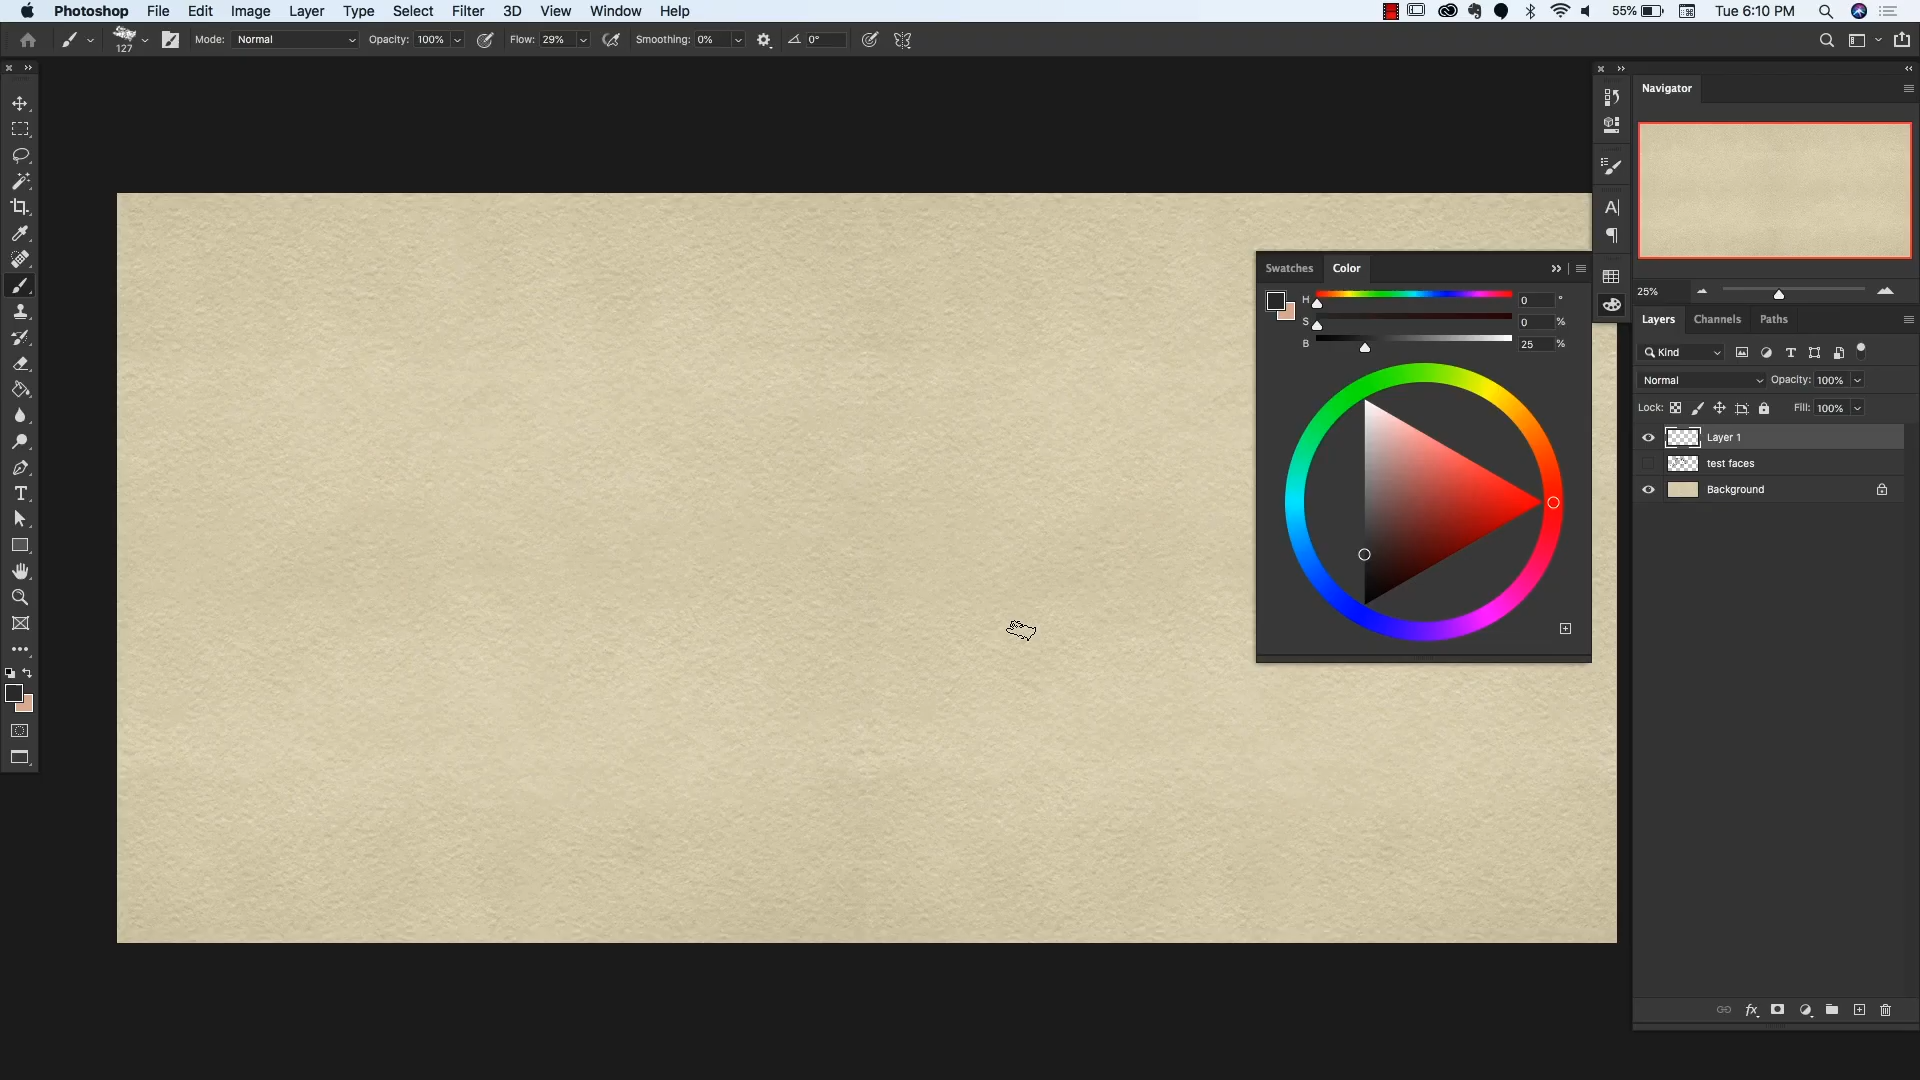 Photoshop File Edit Image Layer Type Select Filter 3D View Window Help 55% Tue 6:10 PM
127 Mode: Normal Opacity: 100% Flow: 29% Smoothing: 0% 0°
Navigator
25%
Swatches Color
H 0 °
S 0 %
B 25 %
Layers Channels Paths
Kind
Normal Opacity: 100%
Lock: Fill: 100%
Layer 1
test faces
Background